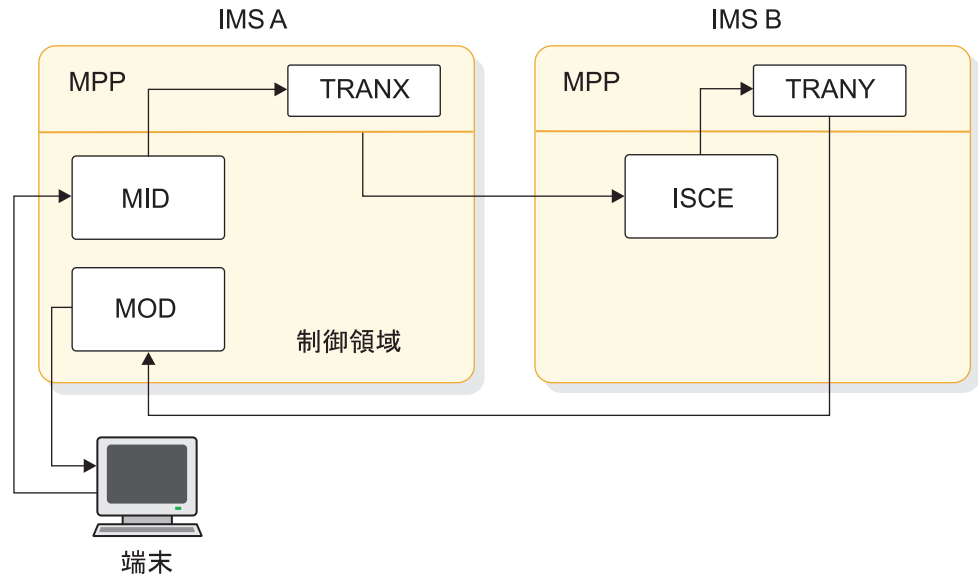 IMS A
IMS B
MPP
TRANX
MPP
TRANY
MID
ISCE
MOD
制御領域
端末